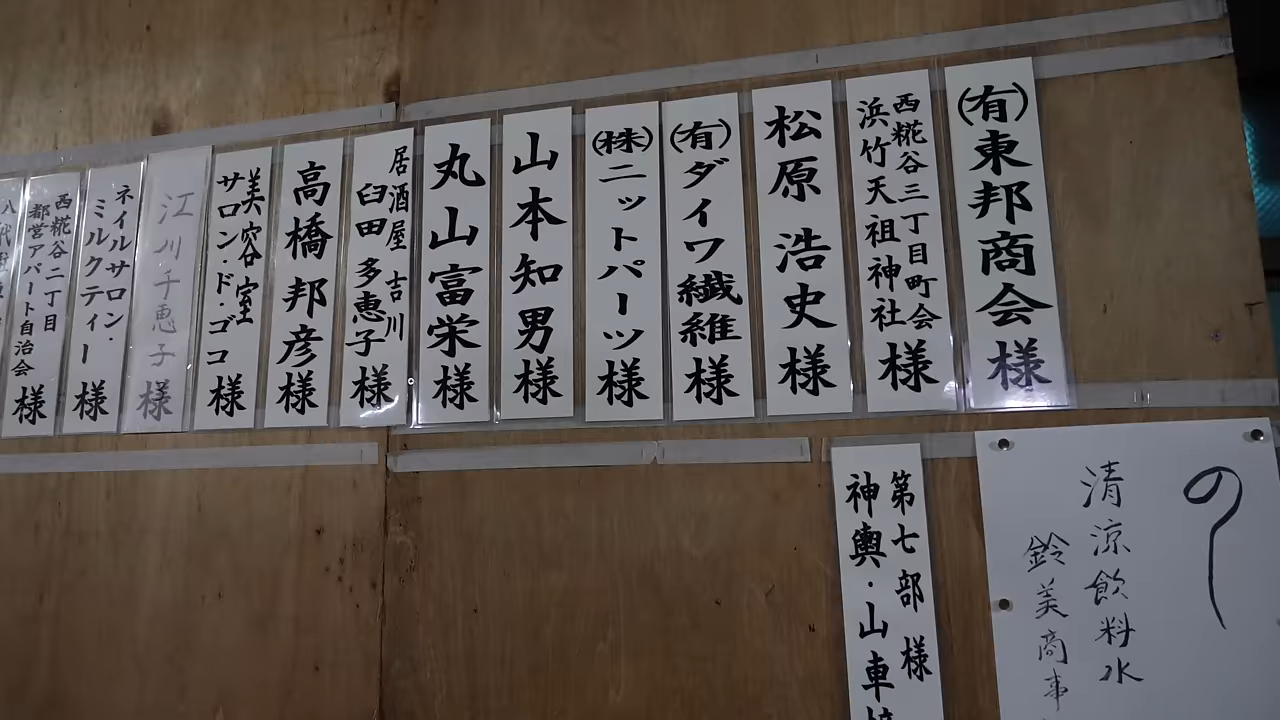 (有)東邦商会様
西糀谷三丁目町会
浜竹天祖神社様
松原浩史様
(有)ダイワ繊維様
(株)ニットパーツ様
山本知男様
丸山富栄様
居酒屋 吉川
臼田多恵子様
高橋邦彦様
美容室
サロン・ド・ゴコ様
江川千恵子様
ネイルサロン・
ミルクティー様
西糀谷二丁目
都営アパート自治会様
第七部様
神輿・山車
清涼飲料水
鈴美商事